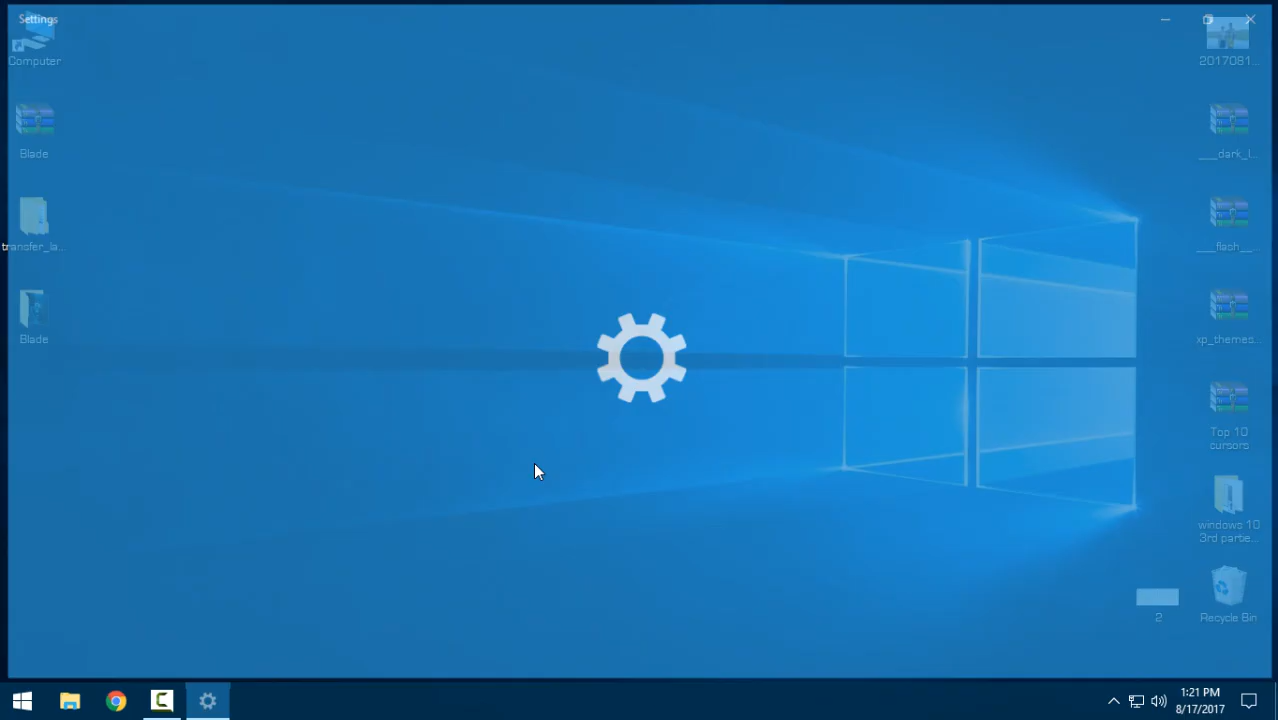 Settings
Computer
Blade
transfer_la...
Blade
2017081...
___dark_l...
___flash__...
xp_themes...
Top 10
cursors
windows 10
3rd partie...
2
Recycle Bin
1:21 PM
8/17/2017